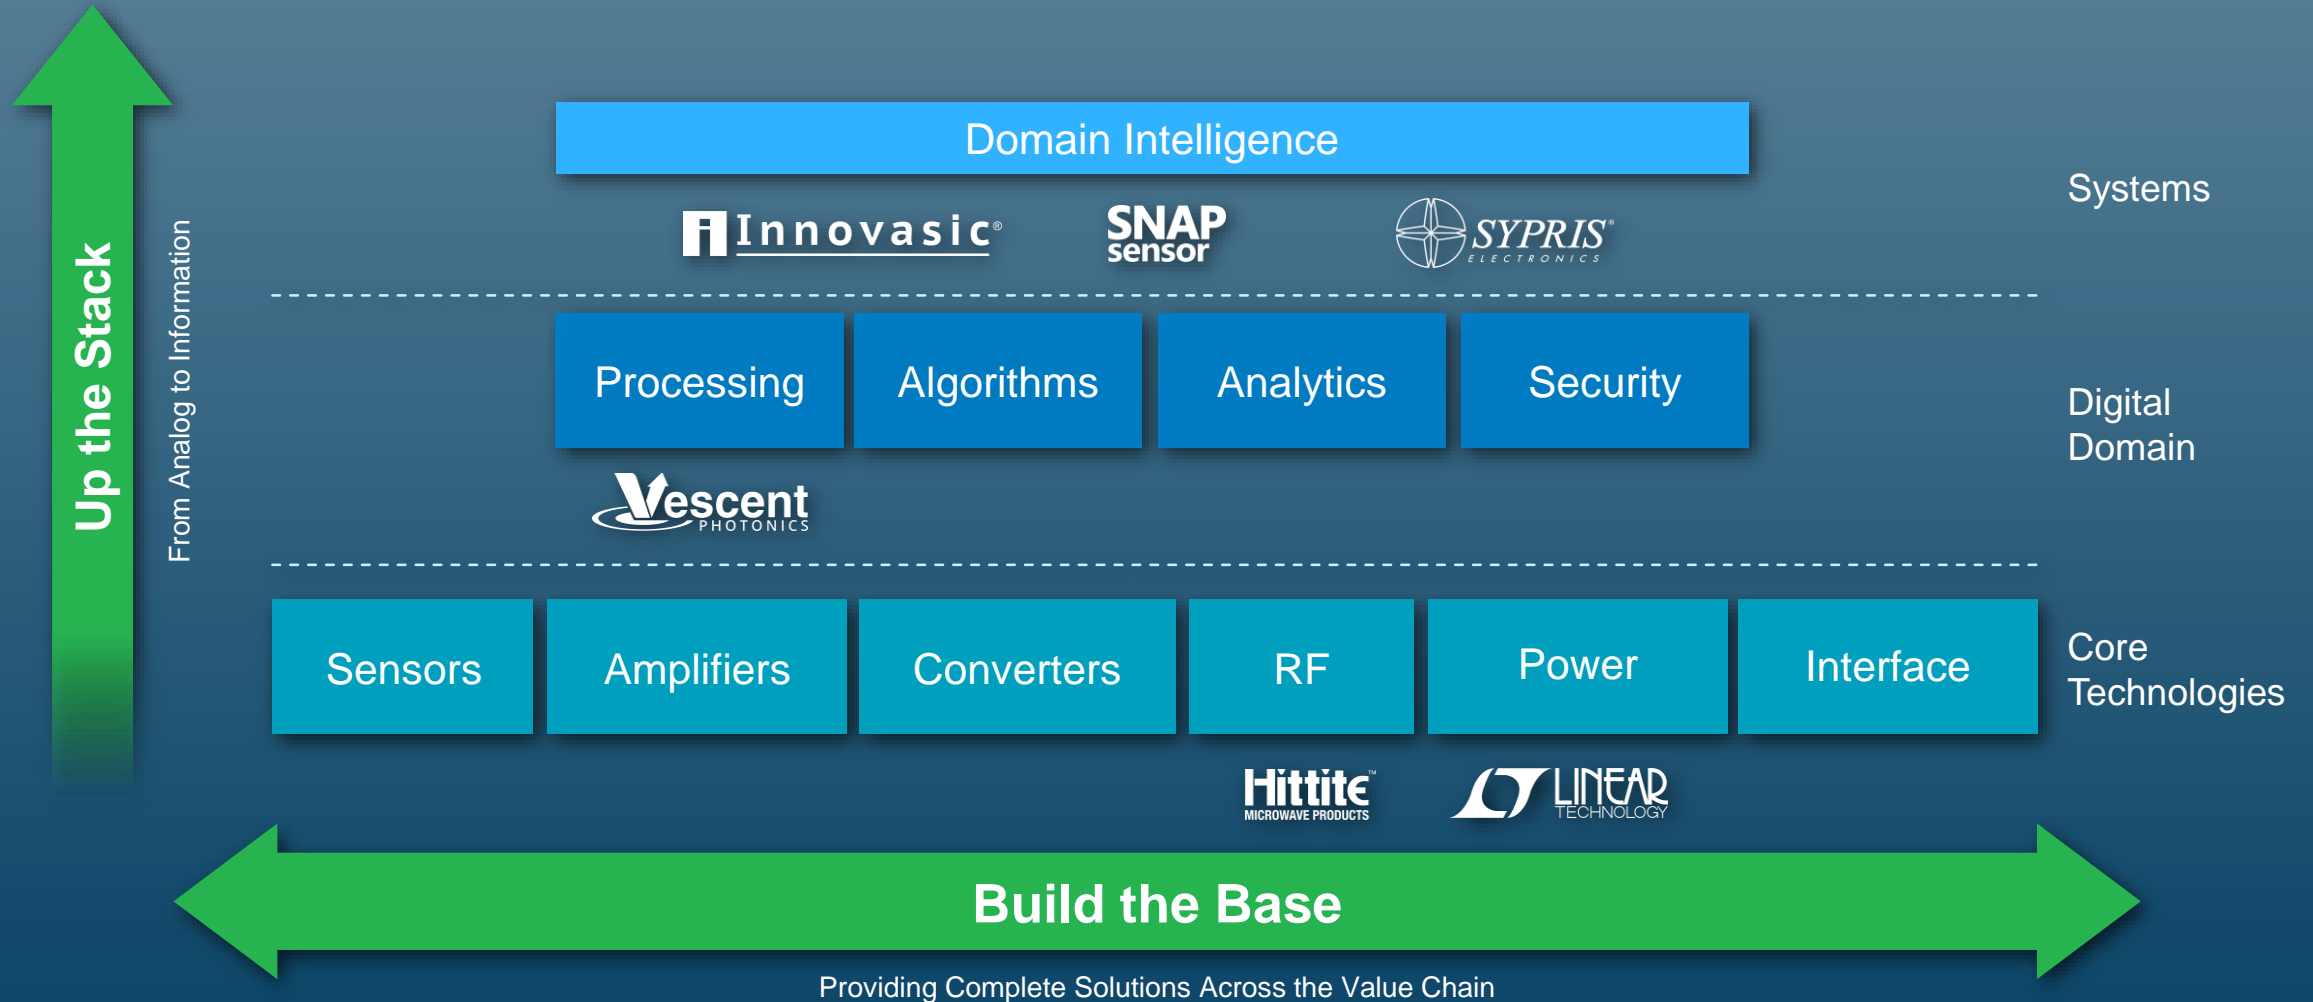 Up the Stack
From Analog to Information
Domain Intelligence
Innovasic®
SNAP
sensor
SYPRIS®
ELECTRONICS
Systems
Processing
Algorithms
Analytics
Security
Digital
Domain
Vescent
PHOTONICS
Sensors
Amplifiers
Converters
RF
Power
Interface
Core
Technologies
Hittite™
MICROWAVE PRODUCTS
LINEAR
TECHNOLOGY
Build the Base
Providing Complete Solutions Across the Value Chain